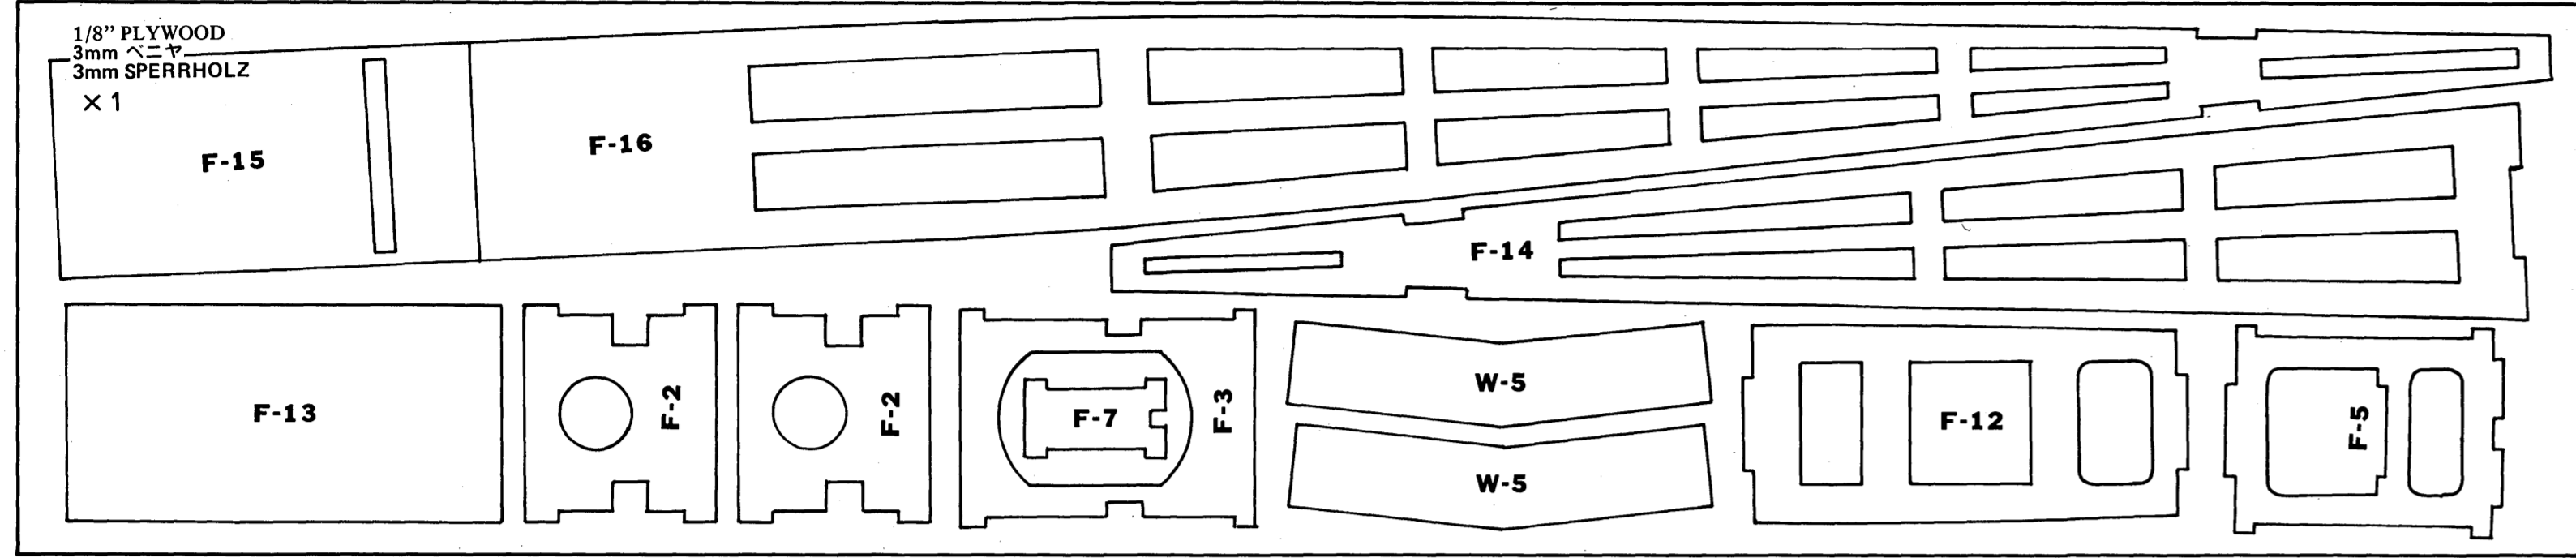 1/8” PLYWOOD
3mm ベニヤ
3mm SPERRHOLZ
×1
F-15
F-16
F-14
F-13
F-2
F-2
F-7
F-3
W-5
W-5
F-12
F-5